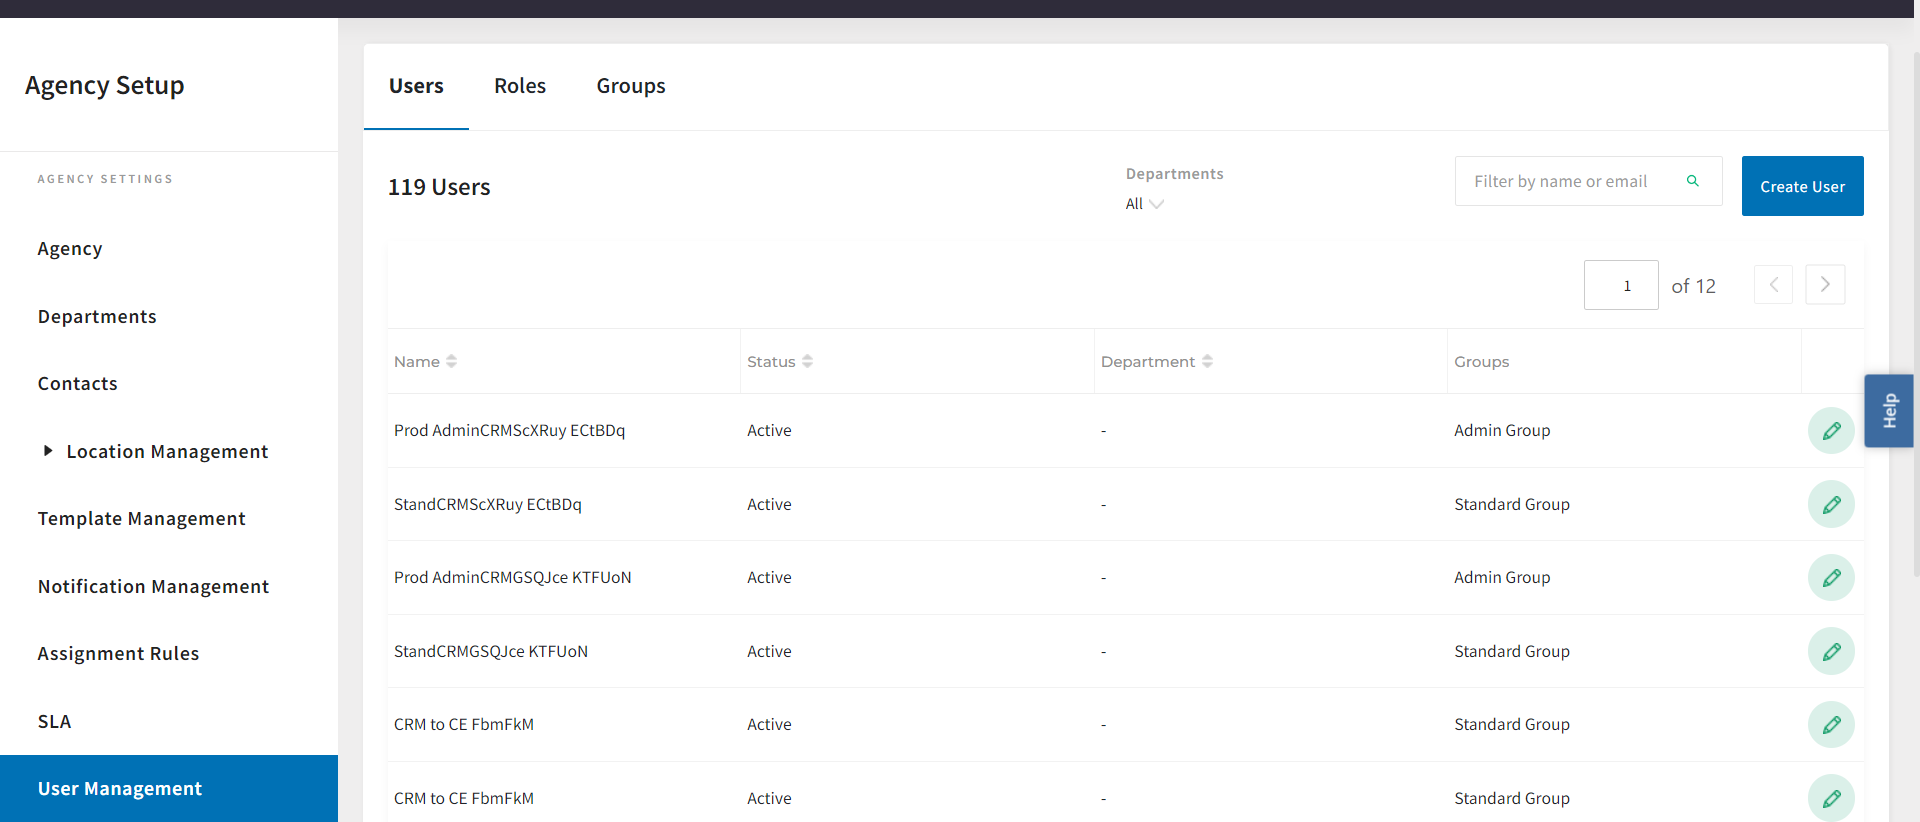 Agency Setup
AGENCY SETTINGS
Agency
Departments
Contacts
Location Management
Template Management
Notification Management
Assignment Rules
SLA
User Management
Users Roles Groups
119 Users
Departments
All
Filter by name or email
Create User
1 of 12
Name Status Department Groups
Prod AdminCRMScXRuy ECtBDq Active - Admin Group
StandCRMScXRuy ECtBDq Active - Standard Group
Prod AdminCRMGSQJce KTFUoN Active - Admin Group
StandCRMGSQJce KTFUoN Active - Standard Group
CRM to CE FbmFkM Active - Standard Group
CRM to CE FbmFkM Active - Standard Group
Help